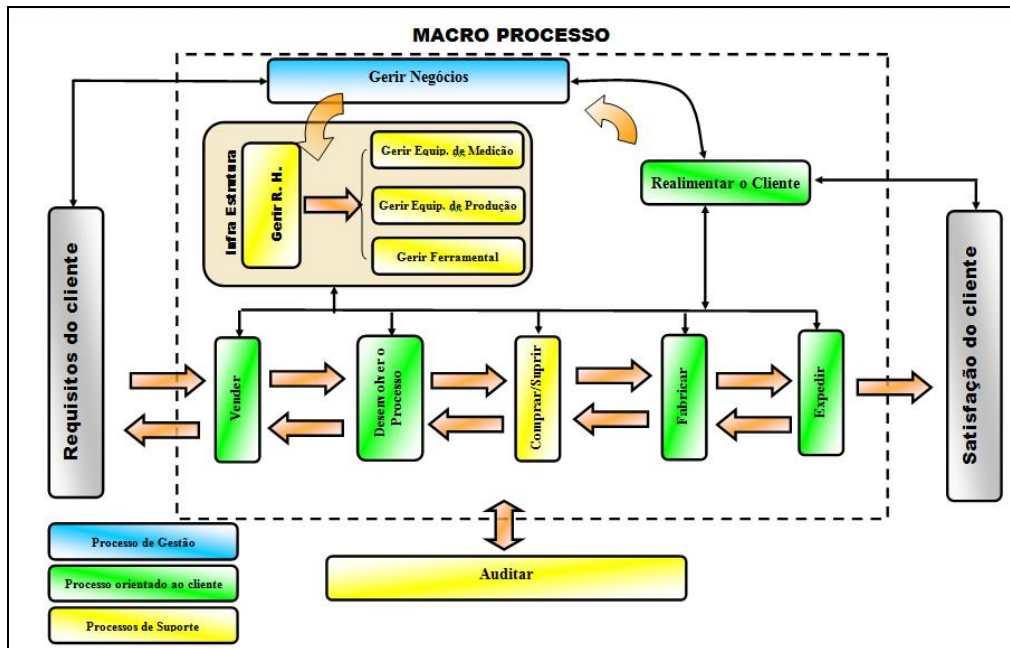 MACRO PROCESSO
Gerir Negócios
Infra Estrutura
Gerir R. H.
Gerir Equip. de Medição
Gerir Equip. de Produção
Gerir Ferramental
Realimentar o Cliente
Requisitos do cliente
Vender
Desenvolver o
Processo
Comprar/Suprir
Fabricar
Expedir
Satisfação do cliente
Processo de Gestão
Processo orientado ao cliente
Processos de Suporte
Auditar